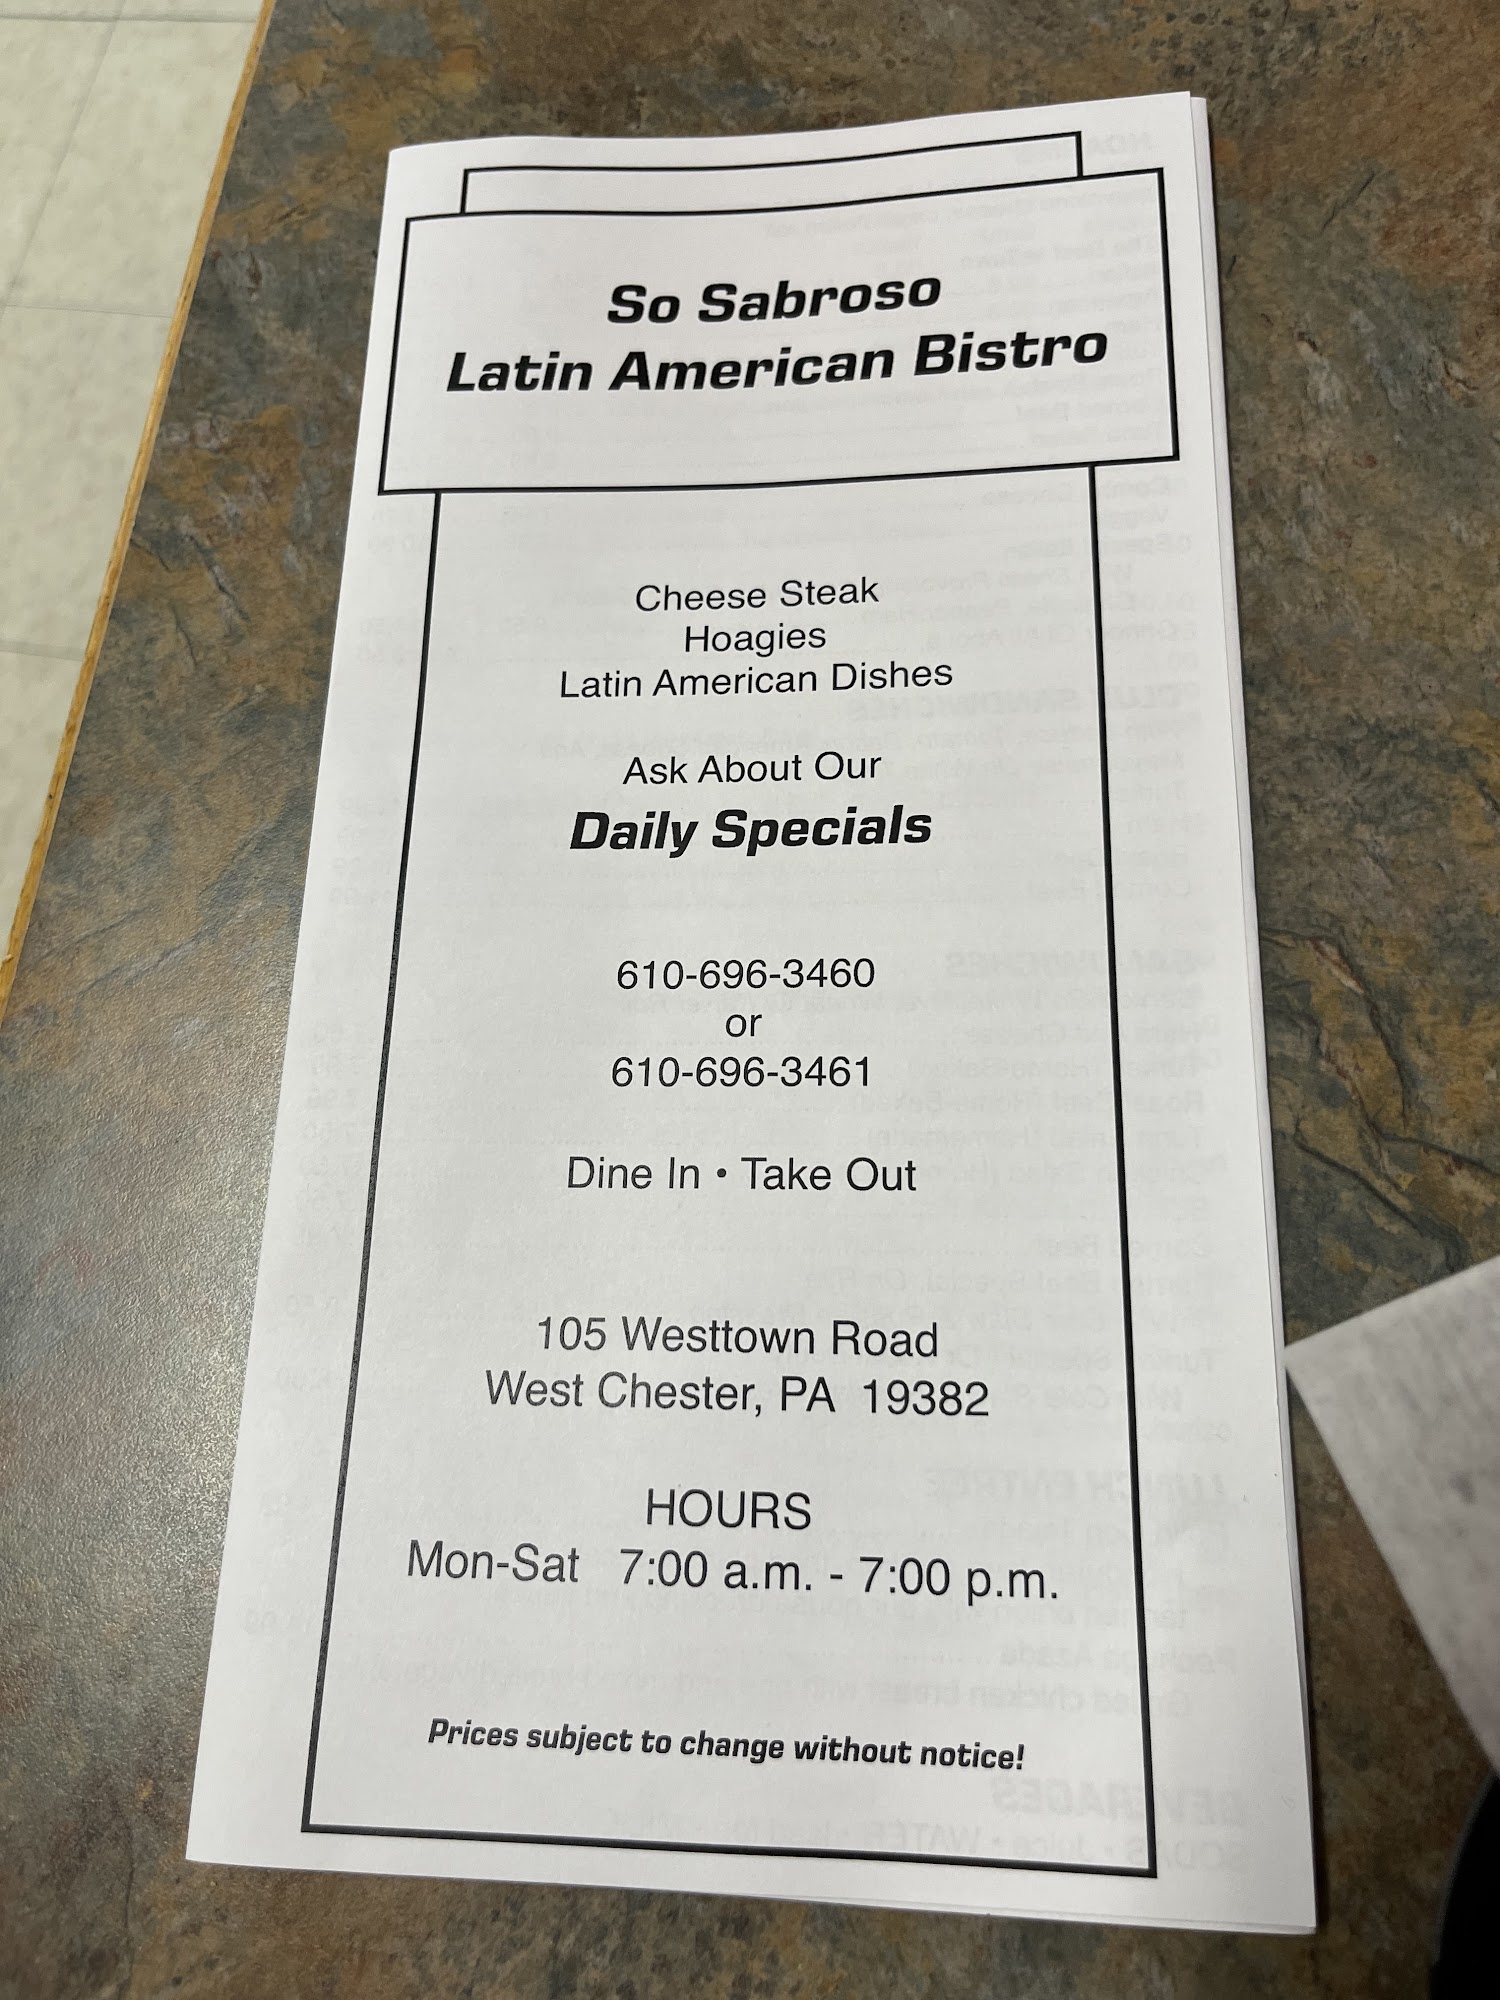 So Sabroso
Latin American Bistro
Cheese Steak
Hoagies
Latin American Dishes
Ask About Our
Daily Specials
610-696-3460
or
610-696-3461
Dine In • Take Out
105 Westtown Road
West Chester, PA 19382
HOURS
Mon-Sat 7:00 a.m. - 7:00 p.m.
Prices subject to change without notice!